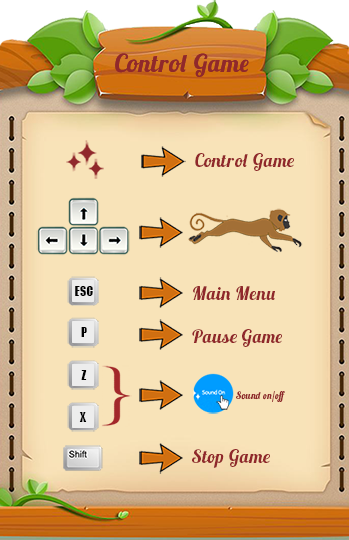 Control Game
Control Game
ESC
Main Menu
P
Pause Game
Z
Sound On
Sound on/off
X
Shift
Stop Game